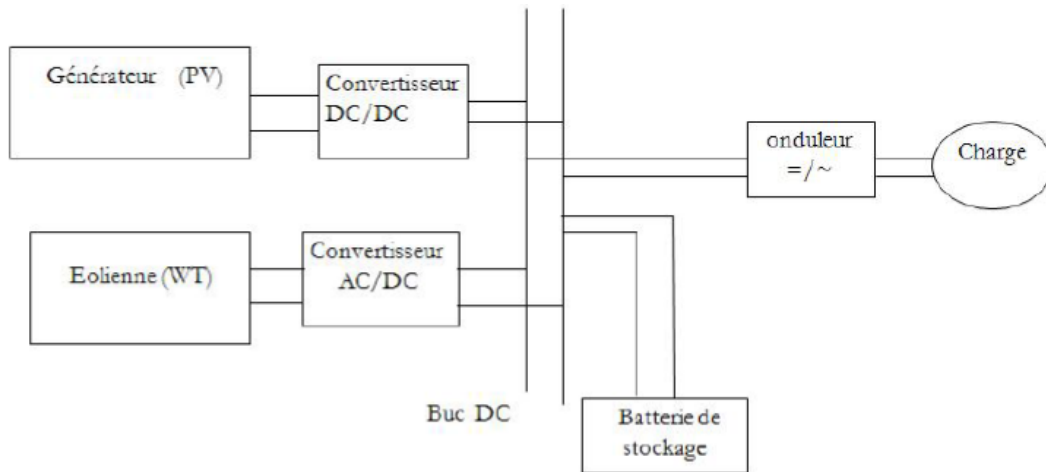 Générateur (PV)
Convertisseur
DC/DC
onduleur
=/~
Charge
Eolienne (WT)
Convertisseur
AC/DC
Buc DC
Batterie de
stockage